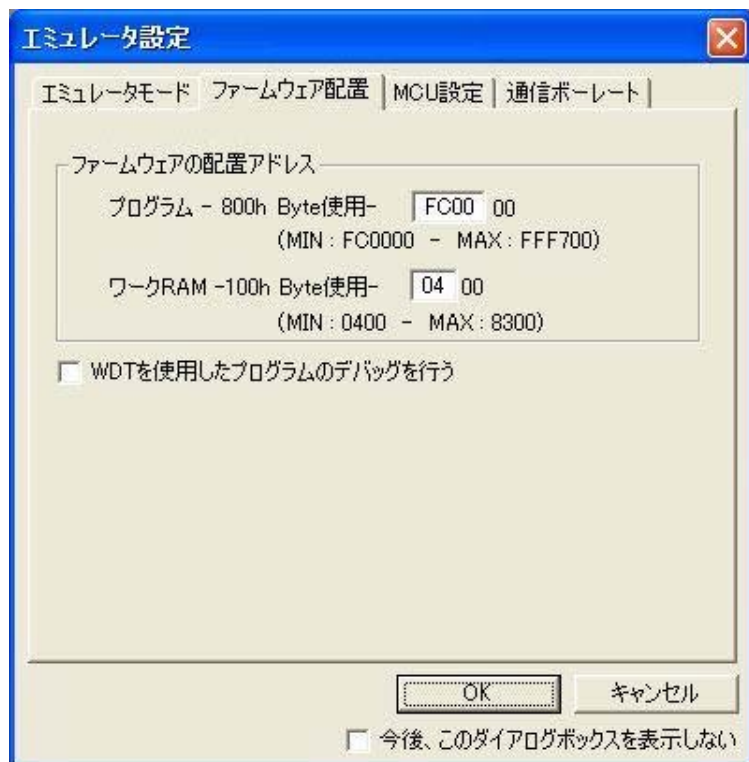 エミュレータ設定
エミュレータモード ファームウェア配置 MCU設定 通信ボーレート
ファームウェアの配置アドレス
プログラム - 800h Byte使用- FC00 00
(MIN : FC0000 - MAX : FFF700)
ワークRAM -100h Byte使用- 04 00
(MIN : 0400 - MAX : 8300)
WDTを使用したプログラムのデバッグを行う
OK キャンセル
今後、このダイアログボックスを表示しない